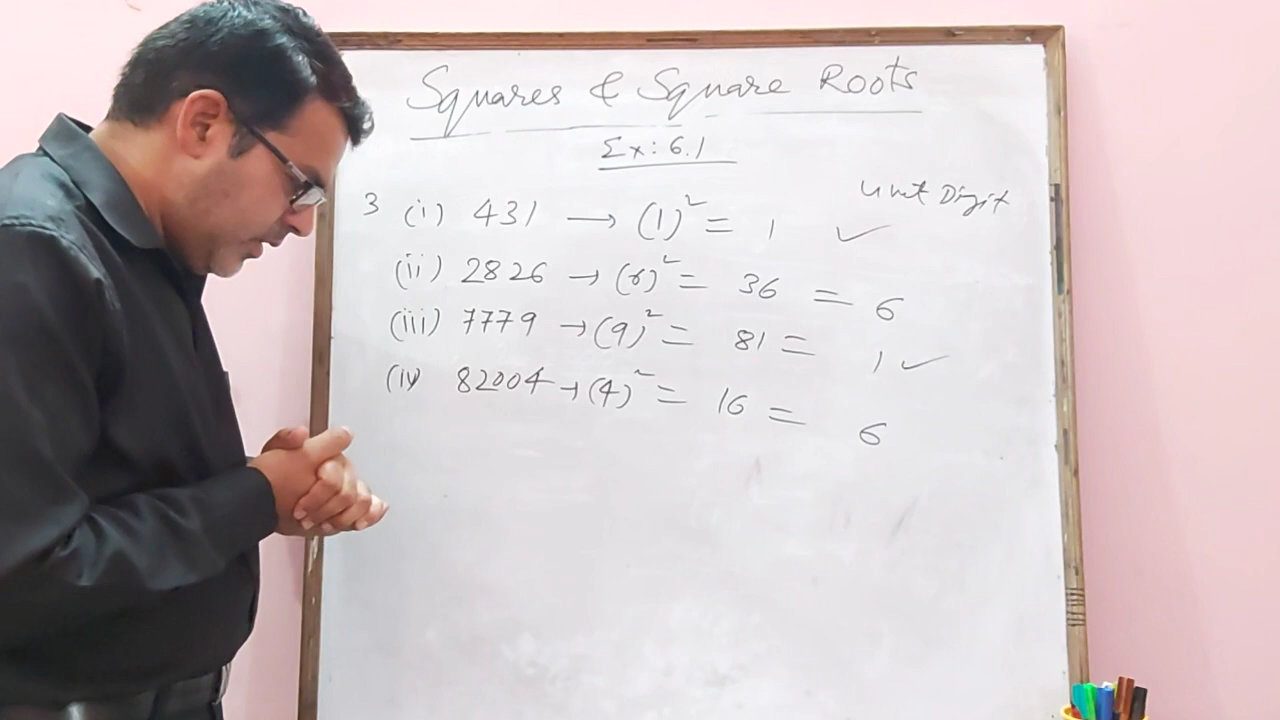 Squares & Square Roots
Ex: 6.1
Unit Digit
3 (i) 431 → (1)² = 1 ✓
(ii) 2826 → (6)² = 36 = 6
(iii) 7779 → (9)² = 81 = 1 ✓
(iv) 82004 → (4)² = 16 = 6